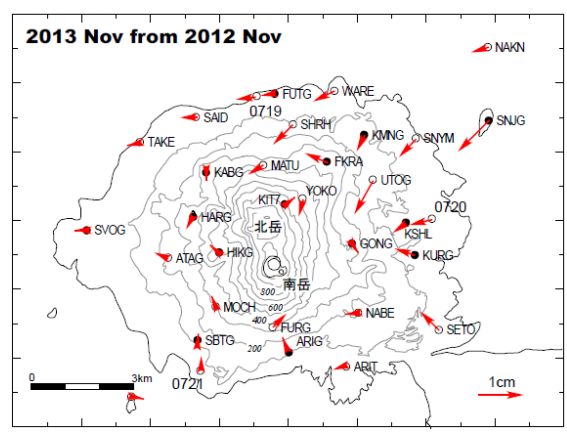 2013 Nov from 2012 Nov
NAKN
FUTG
WARE
0719
SAID
SHRH
SNJG
KMNG
SNYM
TAKE
MATU
FKRA
KABG
UTOG
YOKO
KIT7
0720
HARG
北岳
SVOG
KSHL
GONG
HIKG
KURG
ATAG
南岳
800
600
MOCH
400
NABE
FURG
SETO
SBTG
200
ARIG
ARIT
0721
0 3km
1cm